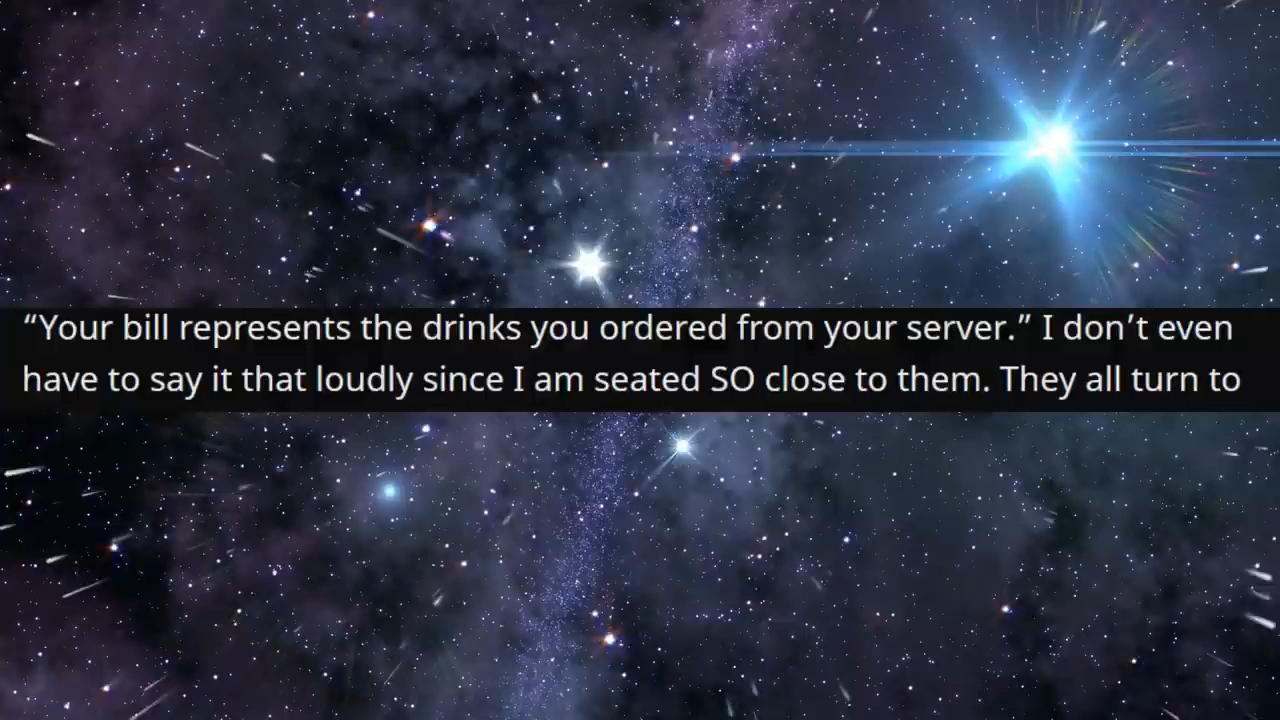 “Your bill represents the drinks you ordered from your server.” I don’t even
have to say it that loudly since I am seated SO close to them. They all turn to